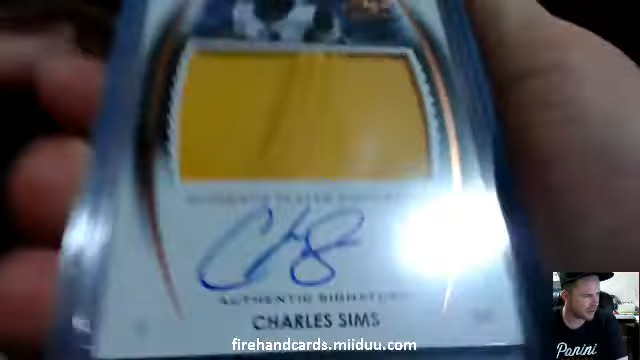 AUTHENTIC SIGNATURE
CHARLES SIMS
firehandcards.miiduu.com
Panini